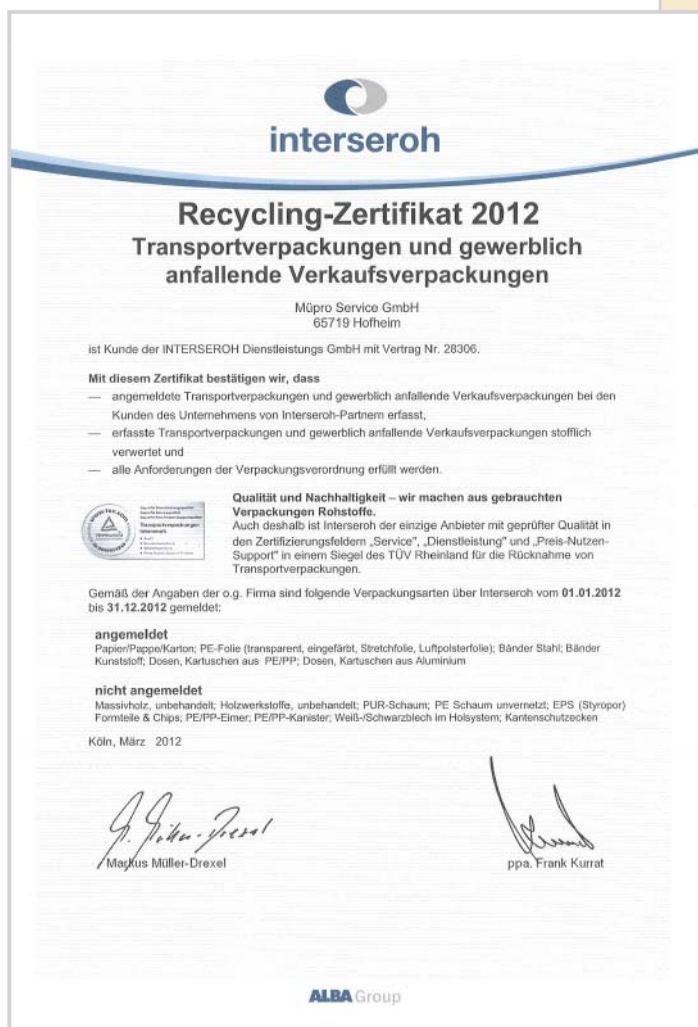 interseroh
Recycling-Zertifikat 2012
Transportverpackungen und gewerblich
anfallende Verkaufsverpackungen
Müpro Service GmbH
65719 Hofheim
ist Kunde der INTERSEROH Dienstleistungs GmbH mit Vertrag Nr. 28306.
Mit diesem Zertifikat bestätigen wir, dass
— angemeldete Transportverpackungen und gewerblich anfallende Verkaufsverpackungen bei den
Kunden des Unternehmens von Interseroh-Partnern erfasst,
— erfasste Transportverpackungen und gewerblich anfallende Verkaufsverpackungen stofflich
verwertet und
— alle Anforderungen der Verpackungsverordnung erfüllt werden.
Transportverpackungen
Qualität und Nachhaltigkeit – wir machen aus gebrauchten
Verpackungen Rohstoffe.
Auch deshalb ist Interseroh der einzige Anbieter mit geprüfter Qualität in
den Zertifizierungsfeldern „Service", „Dienstleistung" und „Preis-Nutzen-
Support" in einem Siegel des TÜV Rheinland für die Rücknahme von
Transportverpackungen.
Gemäß der Angaben der o.g. Firma sind folgende Verpackungsarten über Interseroh vom 01.01.2012
bis 31.12.2012 gemeldet:
angemeldet
Papier/Pappe/Karton; PE-Folie (transparent, eingefärbt, Stretchfolie, Luftpolsterfolie); Bänder Stahl; Bänder
Kunststoff; Dosen, Kartuschen aus PE/PP; Dosen, Kartuschen aus Aluminium
nicht angemeldet
Massivholz, unbehandelt; Holzwerkstoffe, unbehandelt; PUR-Schaum; PE Schaum unvernetzt; EPS (Styropor)
Formteile & Chips; PE/PP-Eimer; PE/PP-Kanister; Weiß-/Schwarzblech im Holsystem; Kantenschutzecken
Köln, März 2012
Markus Müller-Drexel
ppa. Frank Kurrat
ALBA Group